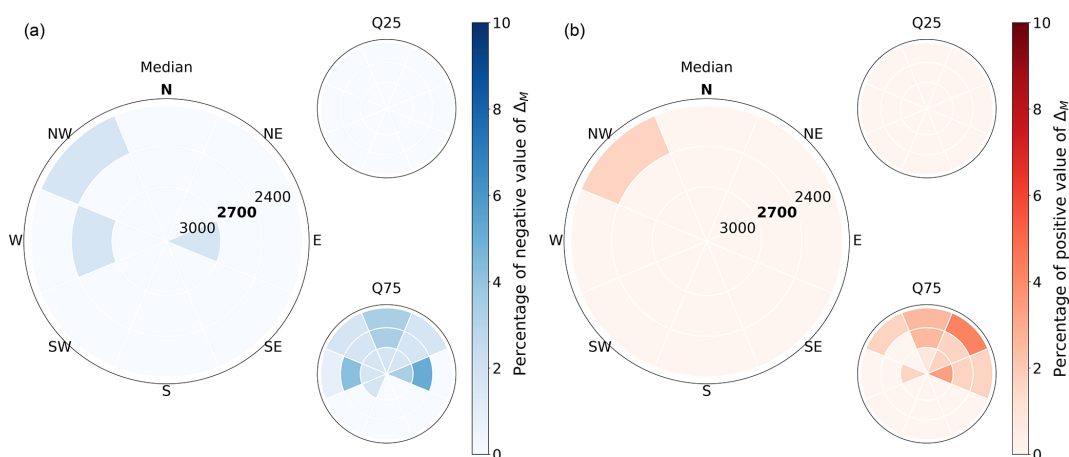 (a)
Median
N
NW
NE
2400
2700
3000
W
E
SW
SE
S
Q25
Q75
10
8
6
4
2
0
Percentage of negative value of Δ_M
(b)
Median
N
NW
NE
2400
2700
3000
W
E
SW
SE
S
Q25
Q75
10
8
6
4
2
0
Percentage of positive value of Δ_M